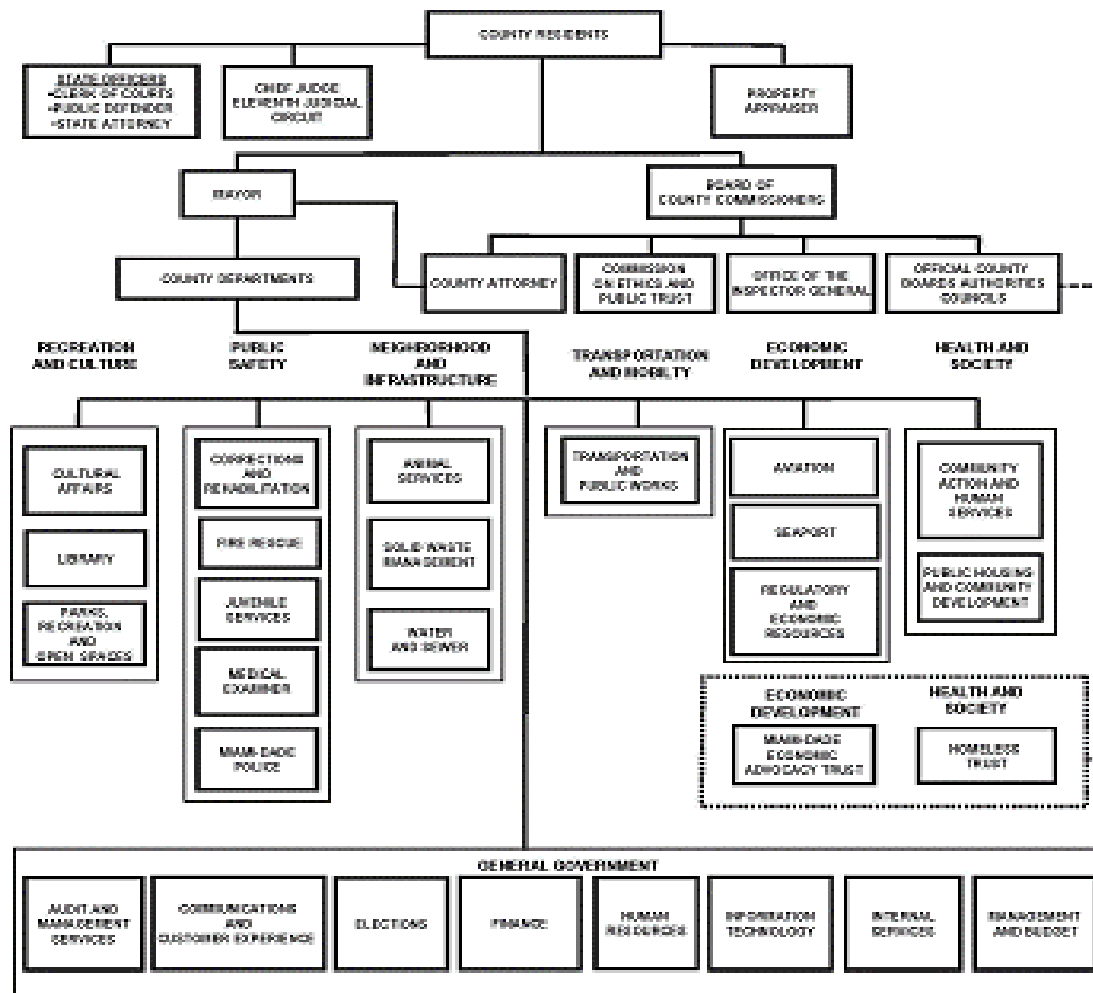 COUNTY RESIDENTS
STATE OFFICERS
•CLERK OF COURTS
•PUBLIC DEFENDER
•STATE ATTORNEY
CHIEF JUDGE
ELEVENTH JUDICIAL
CIRCUIT
PROPERTY
APPRAISER
MAYOR
BOARD OF
COUNTY COMMISSIONERS
COUNTY DEPARTMENTS
COUNTY ATTORNEY
COMMISSION
ON ETHICS AND
PUBLIC TRUST
OFFICE OF THE
INSPECTOR GENERAL
OFFICIAL COUNTY
BOARDS AUTHORITIES
COUNCILS
RECREATION
AND CULTURE
PUBLIC
SAFETY
NEIGHBORHOOD
AND
INFRASTRUCTURE
TRANSPORTATION
AND MOBILTY
ECONOMIC
DEVELOPMENT
HEALTH AND
SOCIETY
CULTURAL
AFFAIRS
LIBRARY
PARKS,
RECREATION
AND
OPEN SPACES
CORRECTIONS
AND
REHABILITATION
FIRE RESCUE
JUVENILE
SERVICES
MEDICAL
EXAMINER
MIAMI-DADE
POLICE
ANIMAL
SERVICES
SOLID WASTE
MANAGEMENT
WATER
AND SEWER
TRANSPORTATION
AND
PUBLIC WORKS
AVIATION
SEAPORT
REGULATORY
AND
ECONOMIC
RESOURCES
COMMUNITY
ACTION AND
HUMAN
SERVICES
PUBLIC HOUSING
AND COMMUNITY
DEVELOPMENT
ECONOMIC
DEVELOPMENT
MIAMI-DADE
ECONOMIC
ADVOCACY TRUST
HEALTH AND
SOCIETY
HOMELESS
TRUST
GENERAL GOVERNMENT
AUDIT AND
MANAGEMENT
SERVICES
COMMUNICATIONS
AND
CUSTOMER EXPERIENCE
ELECTIONS
FINANCE
HUMAN
RESOURCES
INFORMATION
TECHNOLOGY
INTERNAL
SERVICES
MANAGEMENT
AND BUDGET